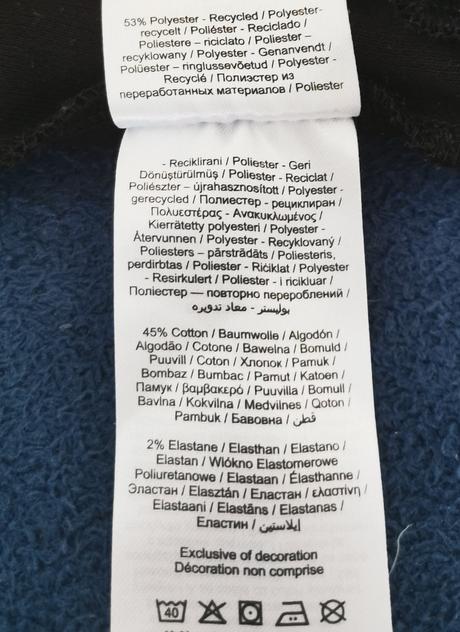 53% Polyester - Recycled / Polyester-
recycelt / Poliéster - Reciclado /
Poliestere – riciclato / Poliester -
recyklowany / Polyester - Genanvendt /
Polüester – ringlussevõetud / Polyester -
Recyclé / Полиэстер из
переработанных материалов / Poliester
- Reciklirani / Poliester - Geri
Dönüştürülmüş / Poliester - Reciclat /
Poliészter – újrahasznosított / Polyester -
gerecycled / Полиестер - рециклиран /
Πολυεστέρας - Ανακυκλωμένος /
Kierrätetty polyesteri / Polyester -
Återvunnen / Polyester - Recyklovaný /
Poliesters – pārstrādāts / Poliesteris,
perdirbtas / Poliester - Riċiklat / Polyester
- Resirkulert / Poliester - i ricikluar /
Поліестер — повторно перероблений /
بوليستر - معاد تدويره
45% Cotton / Baumwolle / Algodón /
Algodão / Cotone / Bawełna / Bomuld /
Puuvill / Coton / Хлопок / Pamuk /
Bombaz / Bumbac / Pamut / Katoen /
Памук / βαμβακερό / Puuvilla / Bomull /
Bavlna / Kokvilna / Medvilnės / Qoton /
Pambuk / Бавовна / قطن
2% Elastane / Elasthan / Elastano /
Elastan / Włókno Elastomerowe
Poliuretanowe / Elastaan / Élasthanne /
Эластан / Elasztán / Еластан / ελαστίνη /
Elastaani / Elastāns / Elastanas /
Еластин / إيلاستين
Exclusive of decoration
Décoration non comprise
40